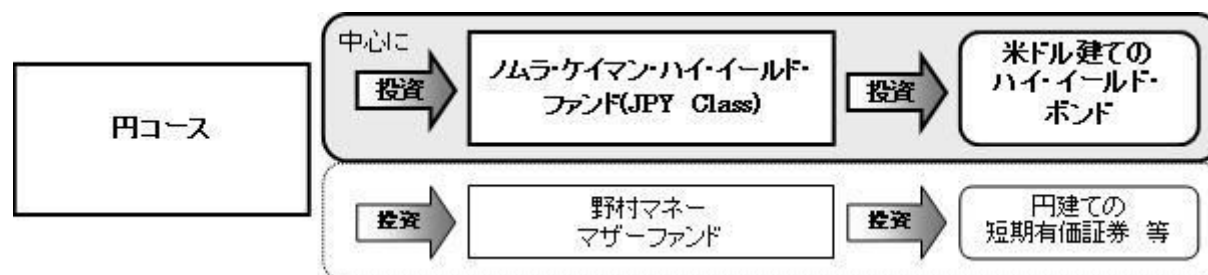 円コース
中心に
投資
ノムラ・ケイマン・ハイ・イールド・
ファンド(JPY Class)
投資
米ドル建ての
ハイ・イールド・
ボンド
投資
野村マネー
マザーファンド
投資
円建ての
短期有価証券 等